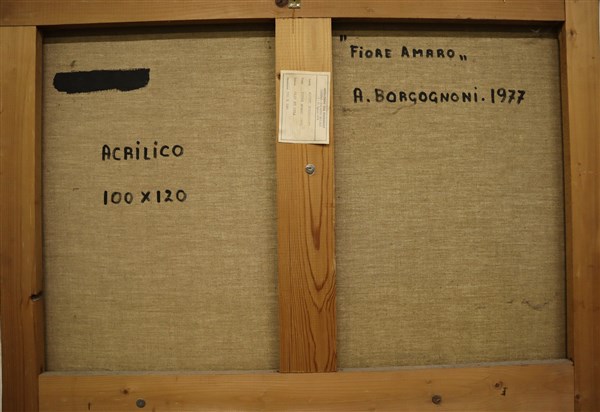 "FIORE AMARO"
A. BORGOGNONI. 1977
ACRILICO
100 X 120